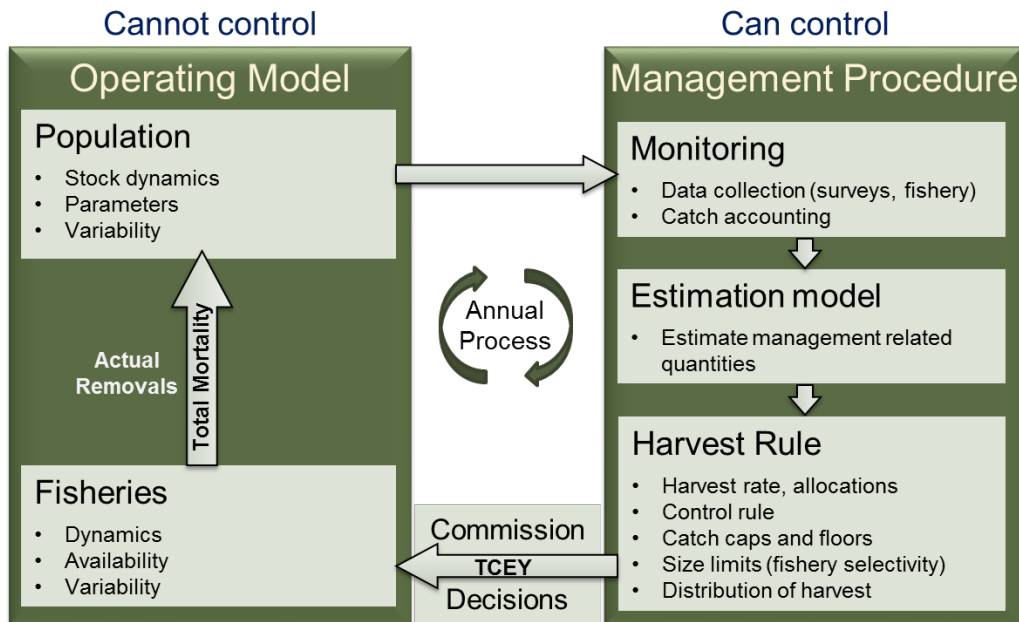 Cannot control
Operating Model
Population
• Stock dynamics
• Parameters
• Variability
Actual
Removals
Total Mortality
Fisheries
• Dynamics
• Availability
• Variability
Annual
Process
Commission
TCEY
Decisions
Can control
Management Procedure
Monitoring
• Data collection (surveys, fishery)
• Catch accounting
Estimation model
• Estimate management related
quantities
Harvest Rule
• Harvest rate, allocations
• Control rule
• Catch caps and floors
• Size limits (fishery selectivity)
• Distribution of harvest